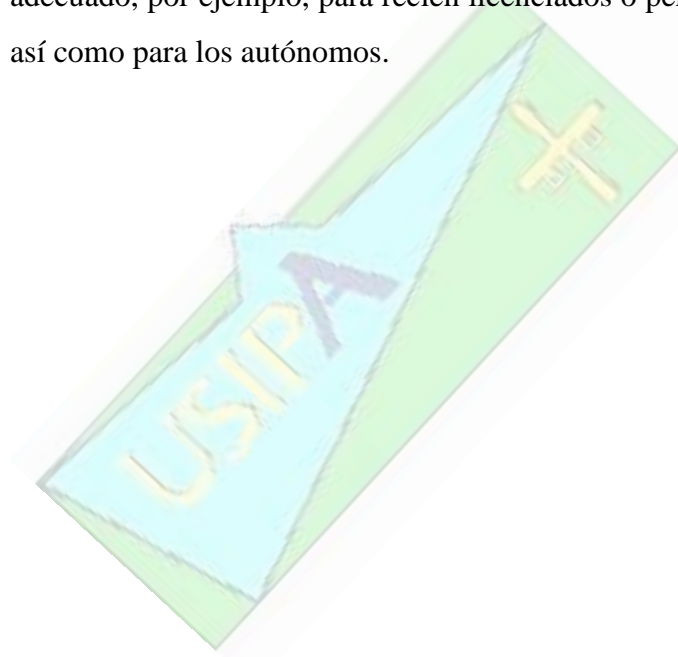 adecuado, por ejemplo, para recién licenciados o
así como para los autónomos.
USIPA